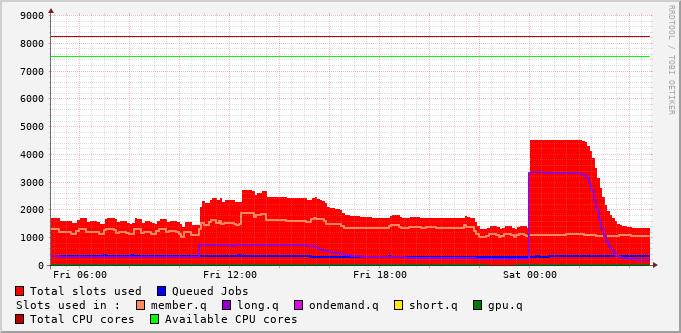 9000
8000
7000
6000
5000
4000
3000
2000
1000
0
Fri 06:00 Fri 12:00 Fri 18:00 Sat 00:00
RRDTOOL / TOBI OETIKER
Total slots used Queued Jobs
Slots used in : member.q long.q ondemand.q short.q gpu.q
Total CPU cores Available CPU cores